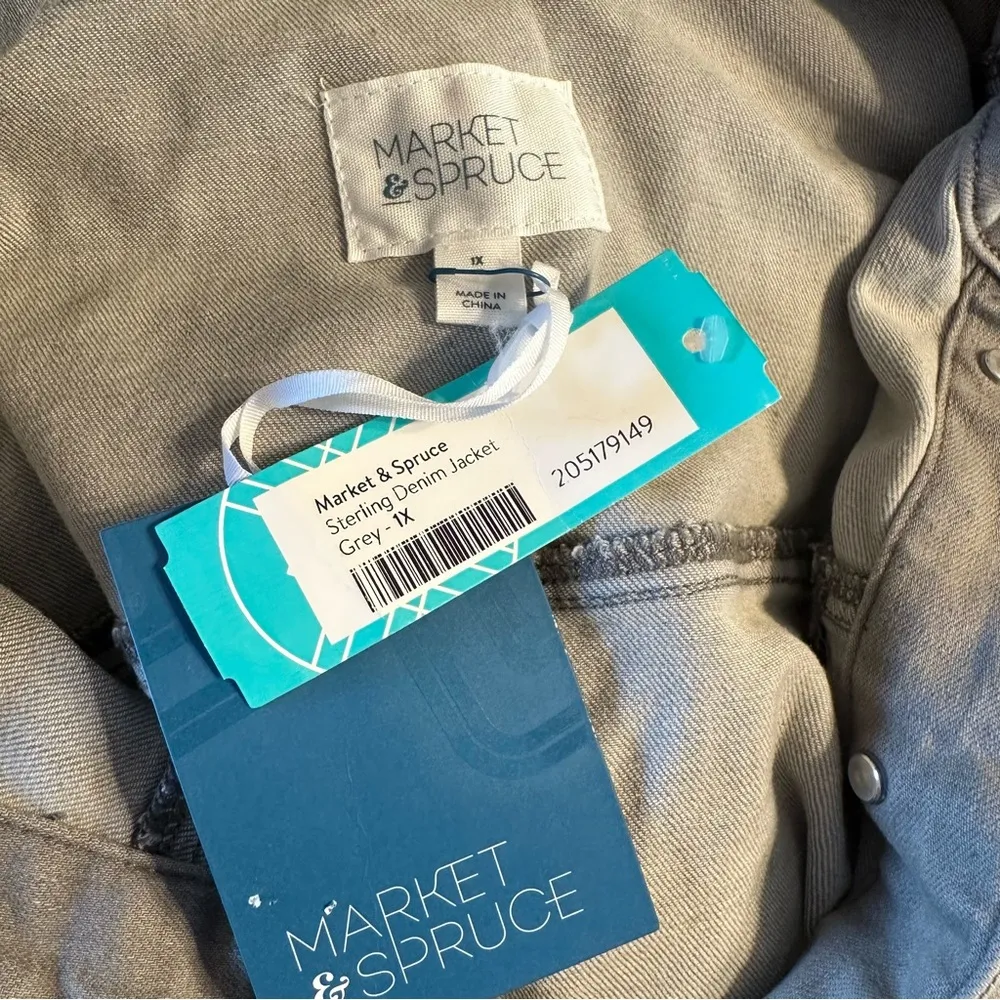 MARKET
& SPRUCE
1X
MADE IN
CHINA
Market & Spruce
Sterling Denim Jacket
Grey - 1X
205179149
MARKET
& SPRUCE